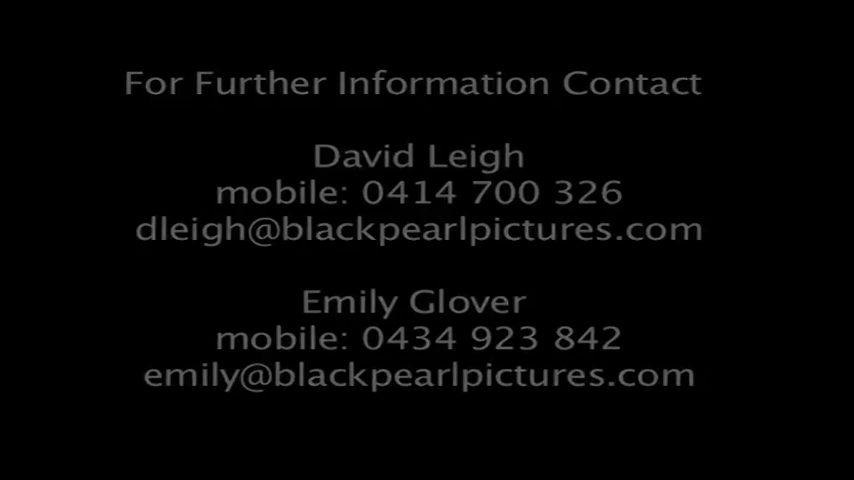 For Further Information Contact
David Leigh
mobile: 0414 700 326
dleigh@blackpearlpictures.com
Emily Glover
mobile: 0434 923 842
emily@blackpearlpictures.com